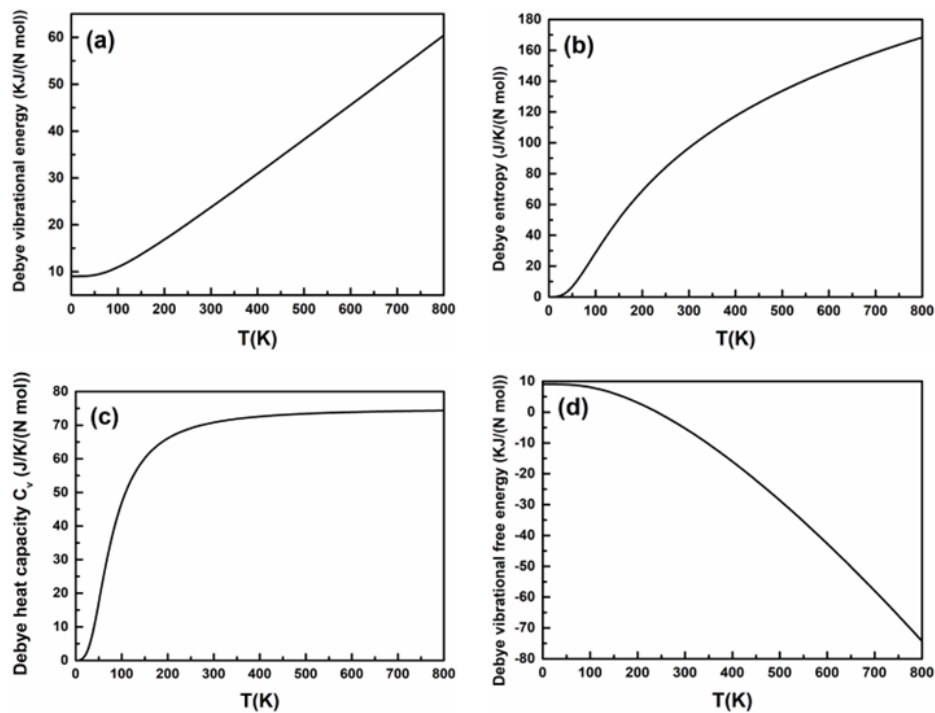 (a)
Debye vibrational energy (KJ/(N mol))
60
50
40
30
20
10
0 100 200 300 400 500 600 700 800
T(K)
(b)
Debye entropy (J/K/(N mol))
180
160
140
120
100
80
60
40
20
0
0 100 200 300 400 500 600 700 800
T(K)
(c)
Debye heat capacity Cv (J/K/(N mol))
80
70
60
50
40
30
20
10
0
0 100 200 300 400 500 600 700 800
T(K)
(d)
Debye vibrational free energy (KJ/(N mol))
10
0
-10
-20
-30
-40
-50
-60
-70
-80
0 100 200 300 400 500 600 700 800
T(K)